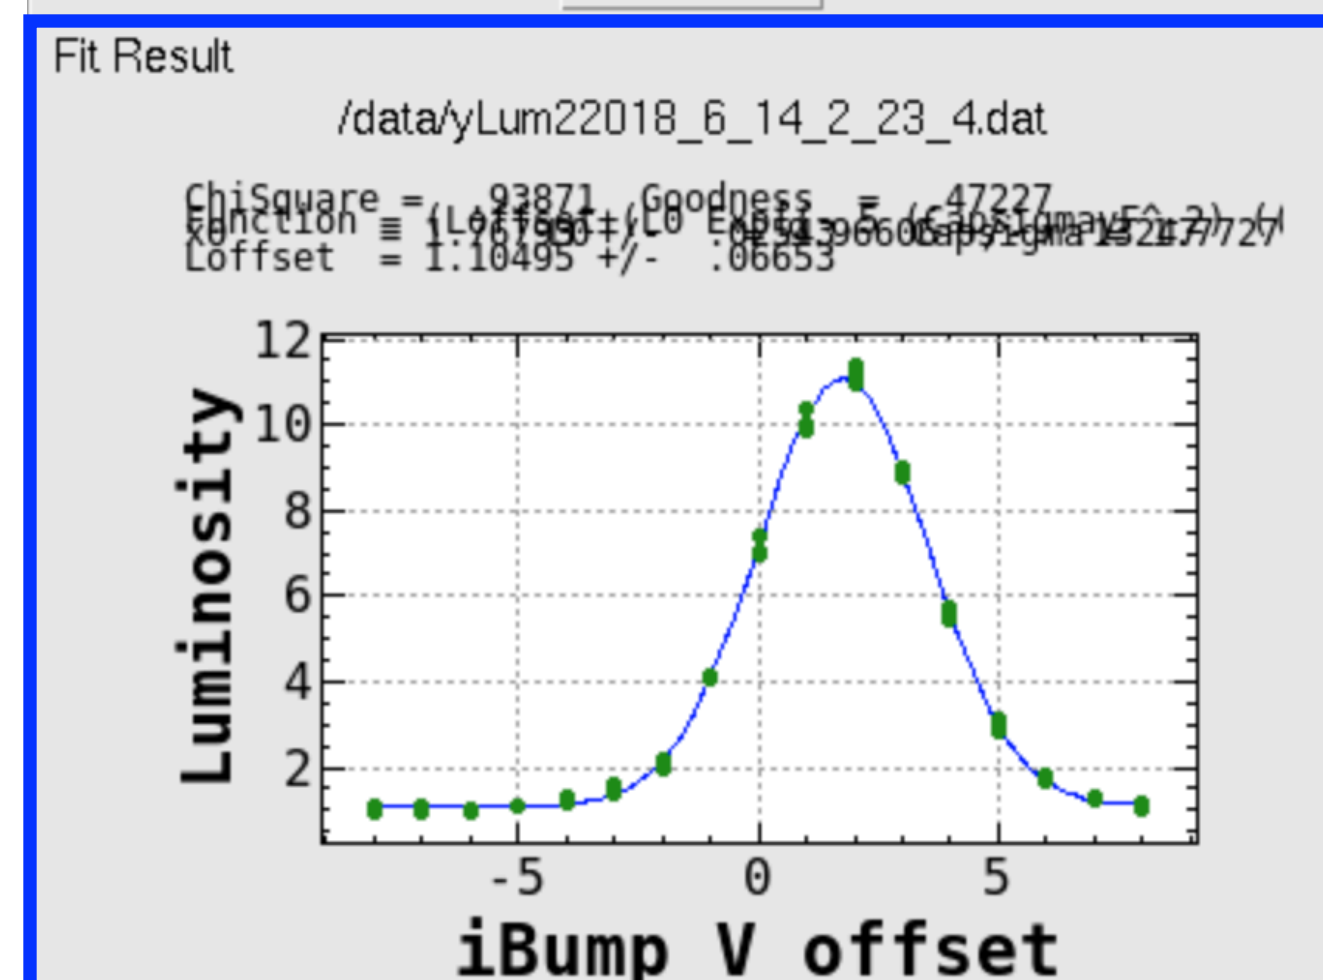 Fit Result
/data/yLum22018_6_14_2_23_4.dat
ChiSquare = .93871 Goodness = .47227
Loffset = 1.10495 +/- .06653
12
10
8
6
4
2
Luminosity
-5 0 5
iBump V offset